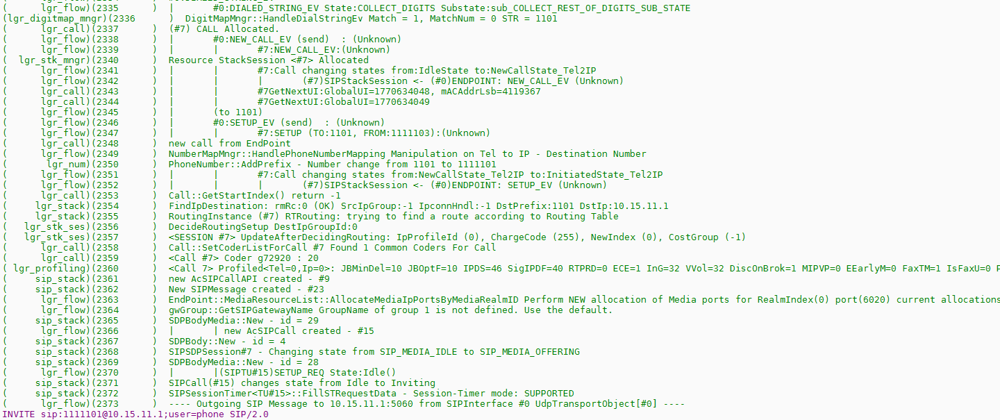 (      lgr_flow)(2335      )  |       #0:DIALED_STRING_EV State:COLLECT_DIGITS Substate:sub_COLLECT_REST_OF_DIGITS_SUB_STATE
(lgr_digitmap_mngr)(2336      )  DigitMapMngr::HandleDialStringEv Match = 1, MatchNum = 0 STR = 1101
(      lgr_call)(2337      )  (#7) CALL Allocated.
(      lgr_flow)(2338      )  |       #0:NEW_CALL_EV (send)  : (Unknown)
(      lgr_flow)(2339      )  |       |       #7:NEW_CALL_EV:(Unknown)
(  lgr_stk_mngr)(2340      )  Resource StackSession <#7> Allocated
(      lgr_flow)(2341      )  |       |       #7:Call changing states from:IdleState to:NewCallState_Tel2IP
(      lgr_flow)(2342      )  |       |       |       (#7)SIPStackSession <- (#0)ENDPOINT: NEW_CALL_EV (Unknown)
(      lgr_call)(2343      )  |       |       #7GetNextUI:GlobalUI=1770634048, mACAddrLsb=4119367
(      lgr_call)(2344      )  |       |       #7GetNextUI:GlobalUI=1770634049
(      lgr_flow)(2345      )  |       (to 1101)
(      lgr_flow)(2346      )  |       #0:SETUP_EV (send)  : (Unknown)
(      lgr_flow)(2347      )  |       |       #7:SETUP (TO:1101, FROM:1111103):(Unknown)
(      lgr_call)(2348      )  new call from EndPoint
(      lgr_flow)(2349      )  NumberMapMngr::HandlePhoneNumberMapping Manipulation on Tel to IP - Destination Number
(       lgr_num)(2350      )  PhoneNumber::AddPrefix - Number change from 1101 to 1111101
(      lgr_flow)(2351      )  |       |       #7:Call changing states from:NewCallState_Tel2IP to:InitiatedState_Tel2IP
(      lgr_flow)(2352      )  |       |       |       (#7)SIPStackSession <- (#0)ENDPOINT: SETUP_EV (Unknown)
(      lgr_call)(2353      )  Call::GetStartIndex() return -1
(     lgr_stack)(2354      )  FindIpDestination: rmRc:0 (OK) SrcIpGroup:-1 IpconnHndl:-1 DstPrefix:1101 DstIp:10.15.11.1
(     lgr_stack)(2355      )  RoutingInstance (#7) RTRouting: trying to find a route according to Routing Table
(   lgr_stk_ses)(2356      )  DecideRoutingSetup DestIpGroupId:0
(   lgr_stk_ses)(2357      )  <SESSION #7> UpdateAfterDecidingRouting: IpProfileId (0), ChargeCode (255), NewIndex (0), CostGroup (-1)
(      lgr_call)(2358      )  Call::SetCoderListForCall #7 Found 1 Common Coders For Call
(      lgr_call)(2359      )  <Call #7> Coder g72920 : 20
( lgr_profiling)(2360      )  <Call 7> Profiled<Tel=0,Ip=0>: JBMinDel=10 JBOptF=10 IPDS=46 SigIPDF=40 RTPRD=0 ECE=1 InG=32 VVol=32 DiscOnBrok=1 MIPVP=0 EEarlyM=0 FaxTM=1 IsFaxU=0
(     sip_stack)(2361      )  new AcSIPCallAPI created - #9
(     sip_stack)(2362      )  New SIPMessage created - #23
(      lgr_flow)(2363      )  EndPoint::MediaResourceList::AllocateMediaIpPortsByMediaRealmID Perform NEW allocation of Media ports for RealmIndex(0) port(6020) current allocations
(      lgr_flow)(2364      )  gwGroup::GetSIPGatewayName GroupName of group 1 is not defined. Use the default.
(     sip_stack)(2365      )  SDPBodyMedia::New - id = 29
(      lgr_flow)(2366      )  |       | new AcSIPCall created - #15
(     sip_stack)(2367      )  SDPBody::New - id = 4
(     sip_stack)(2368      )  SIPSDPSession#7 - Changing state from SIP_MEDIA_IDLE to SIP_MEDIA_OFFERING
(     sip_stack)(2369      )  SDPBodyMedia::New - id = 28
(      lgr_flow)(2370      )  |       |(SIPTU#15)SETUP_REQ State:Idle()
(     sip_stack)(2371      )  SIPCall(#15) changes state from Idle to Inviting
(     sip_stack)(2372      )  SIPSessionTimer<TU#15>::FillSTRequestData - Session-Timer mode: SUPPORTED
(      lgr_flow)(2373      )  ---- Outgoing SIP Message to 10.15.11.1:5060 from SIPInterface #0 UdpTransportObject[#0] ----
INVITE sip:1111101@10.15.11.1;user=phone SIP/2.0